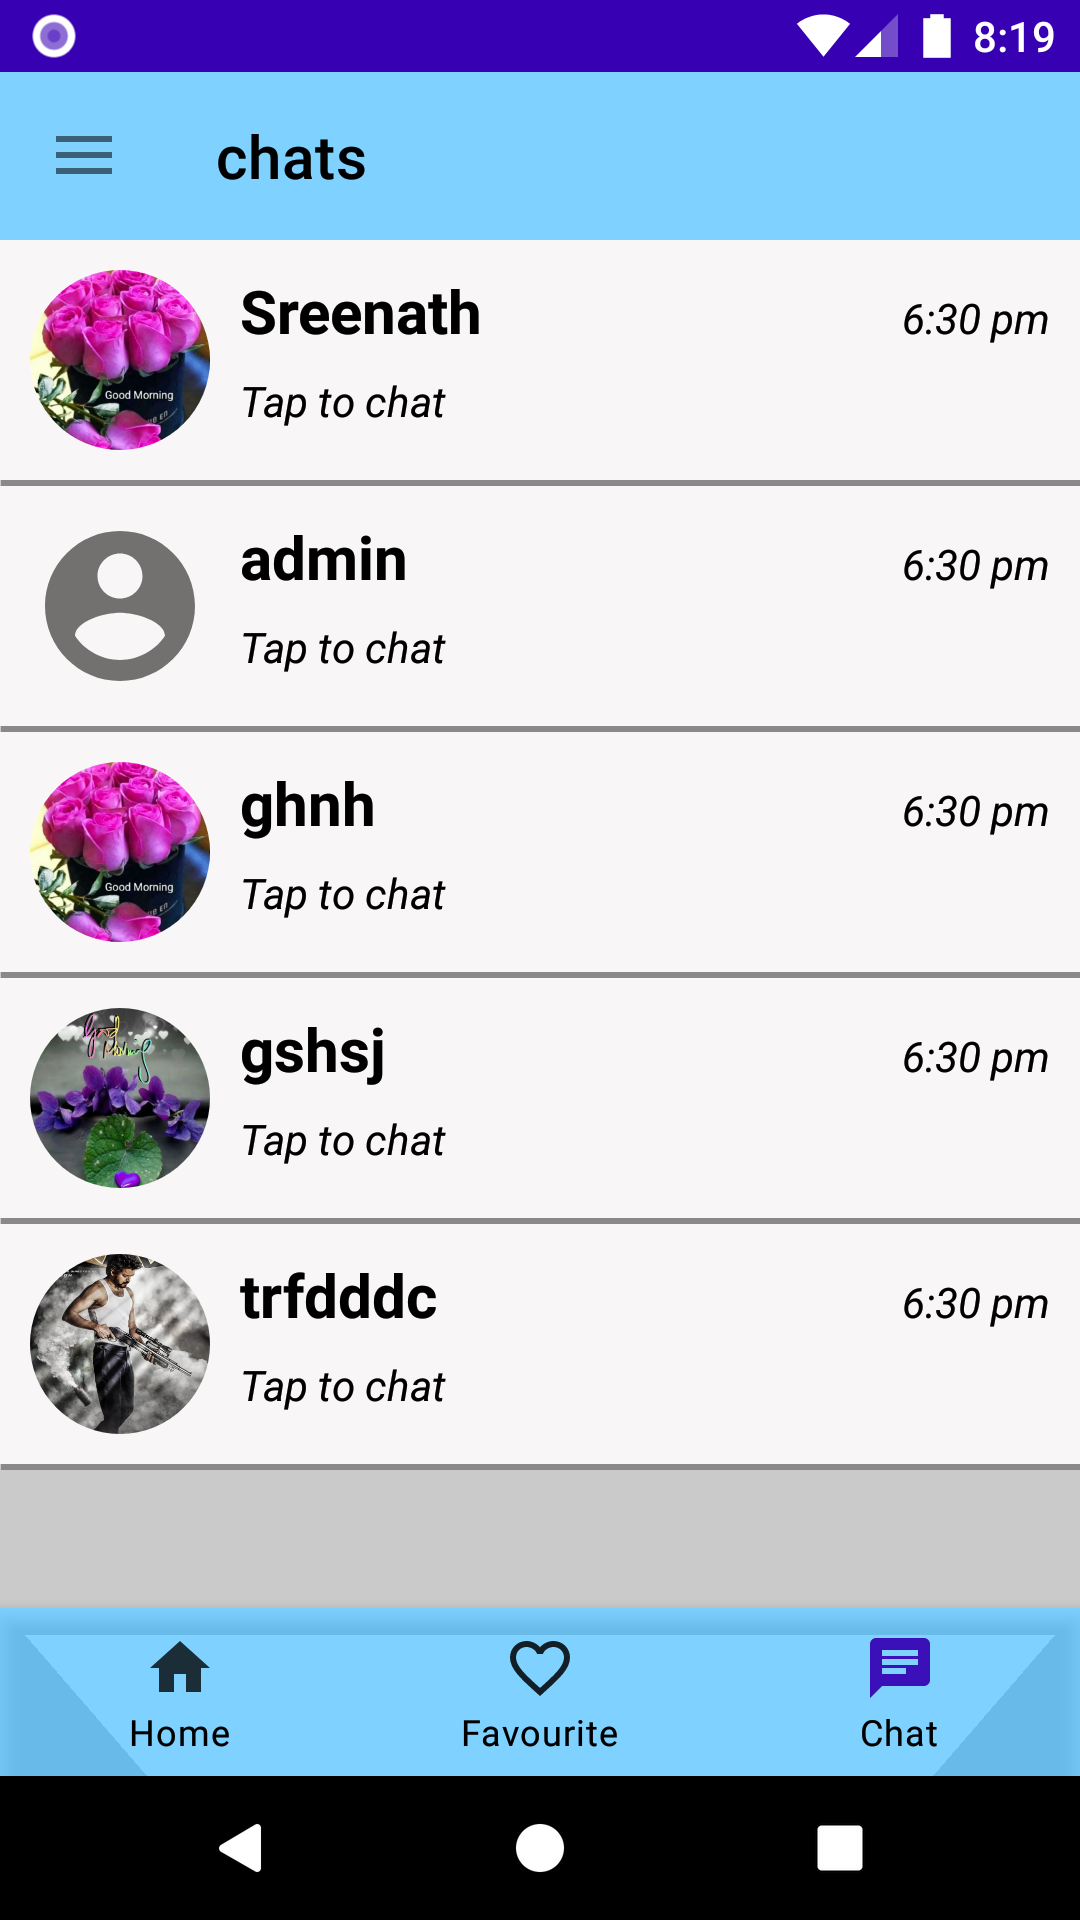 8:19
chats
Sreenath
6:30 pm
Tap to chat
Good Morning
admin
6:30 pm
Tap to chat
ghnh
6:30 pm
Tap to chat
Good Morning
gshsj
6:30 pm
Tap to chat
good
morning
trfdddc
6:30 pm
Tap to chat
Home
Favourite
Chat